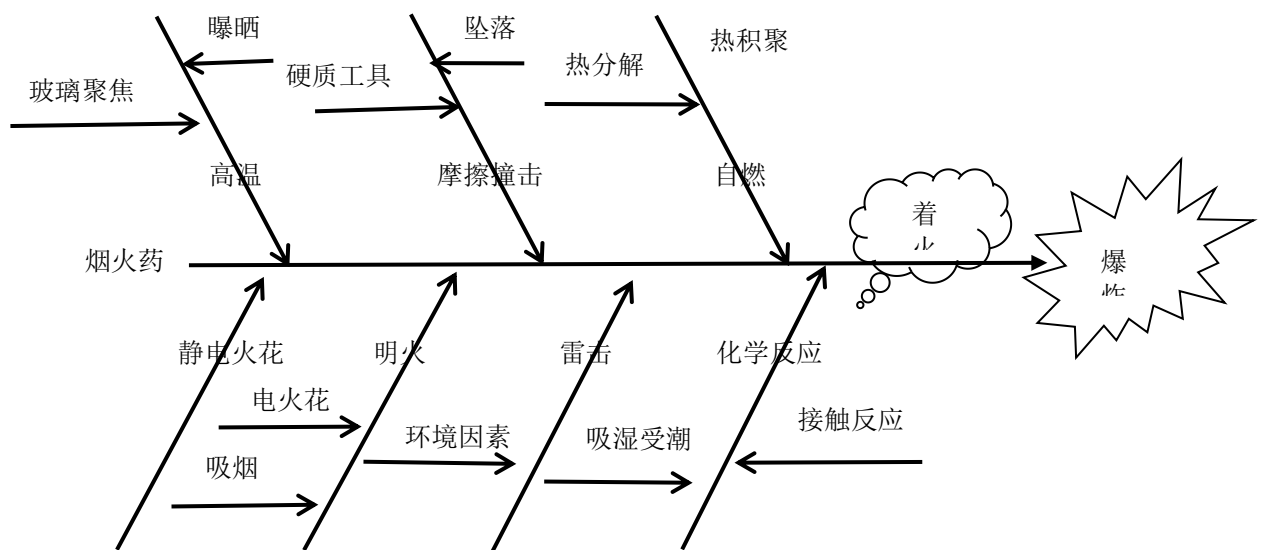 曝晒
坠落
热积聚
硬质工具
热分解
玻璃聚焦
高温
摩擦撞击
自燃
着
火
烟火药
爆
炸
静电火花
明火
雷击
化学反应
电火花
接触反应
环境因素
吸湿受潮
吸烟